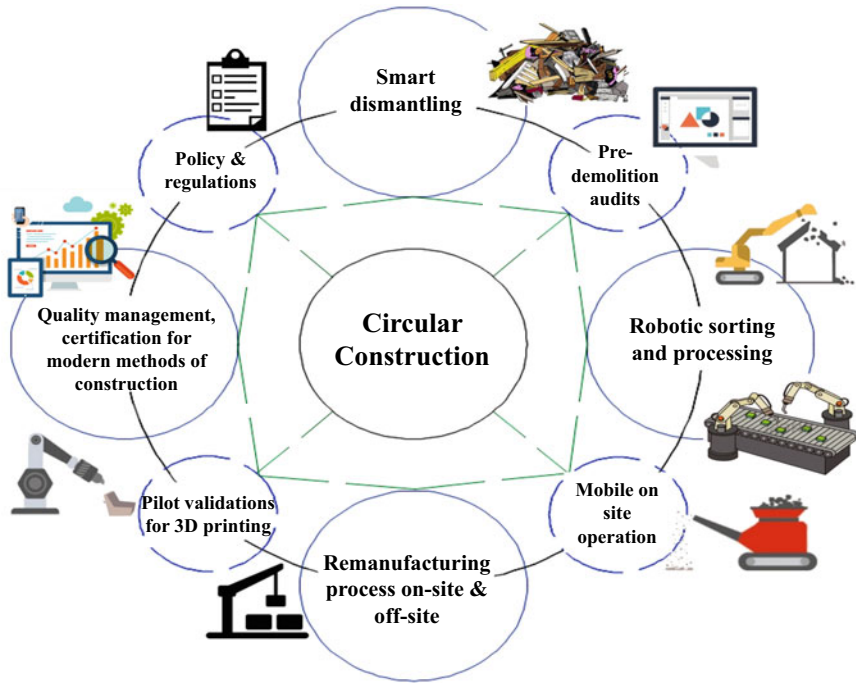 Smart
dismantling
Policy &
regulations
Pre-
demolition
audits
Quality management,
certification for
modern methods of
construction
Circular
Construction
Robotic sorting
and processing
Pilot validations
for 3D printing
Mobile on
site
operation
Remanufacturing
process on-site &
off-site